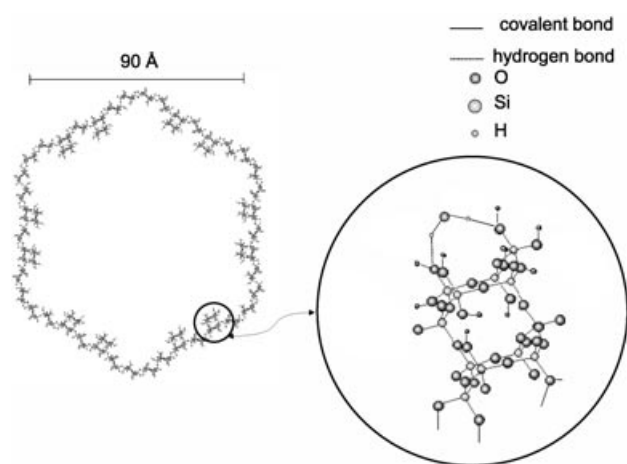 90 Å
covalent bond
hydrogen bond
O
Si
H